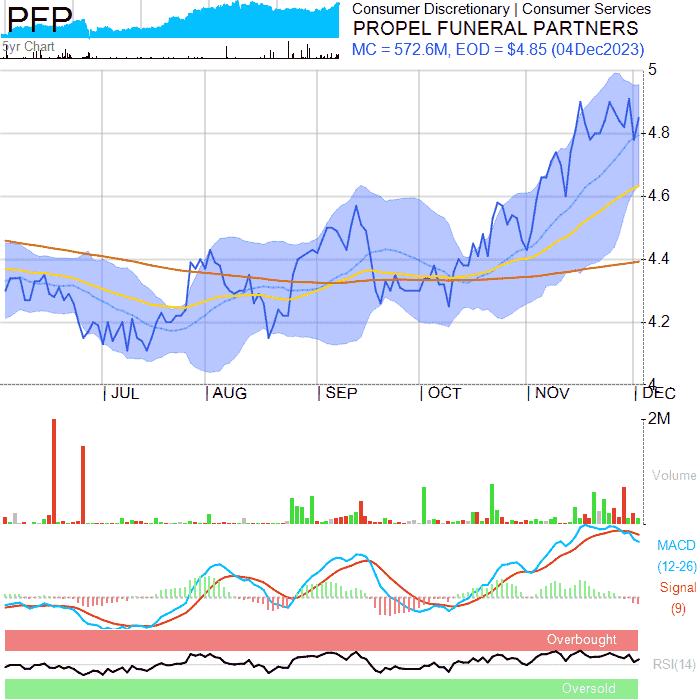 PFP
5yr Chart
Consumer Discretionary | Consumer Services
PROPEL FUNERAL PARTNERS
MC = 572.6M, EOD = $4.85 (04Dec2023)
5
4.8
4.6
4.4
4.2
4
JUL AUG SEP OCT NOV DEC
2M
Volume
MACD
(12-26)
Signal
(9)
Overbought
RSI(14)
Oversold